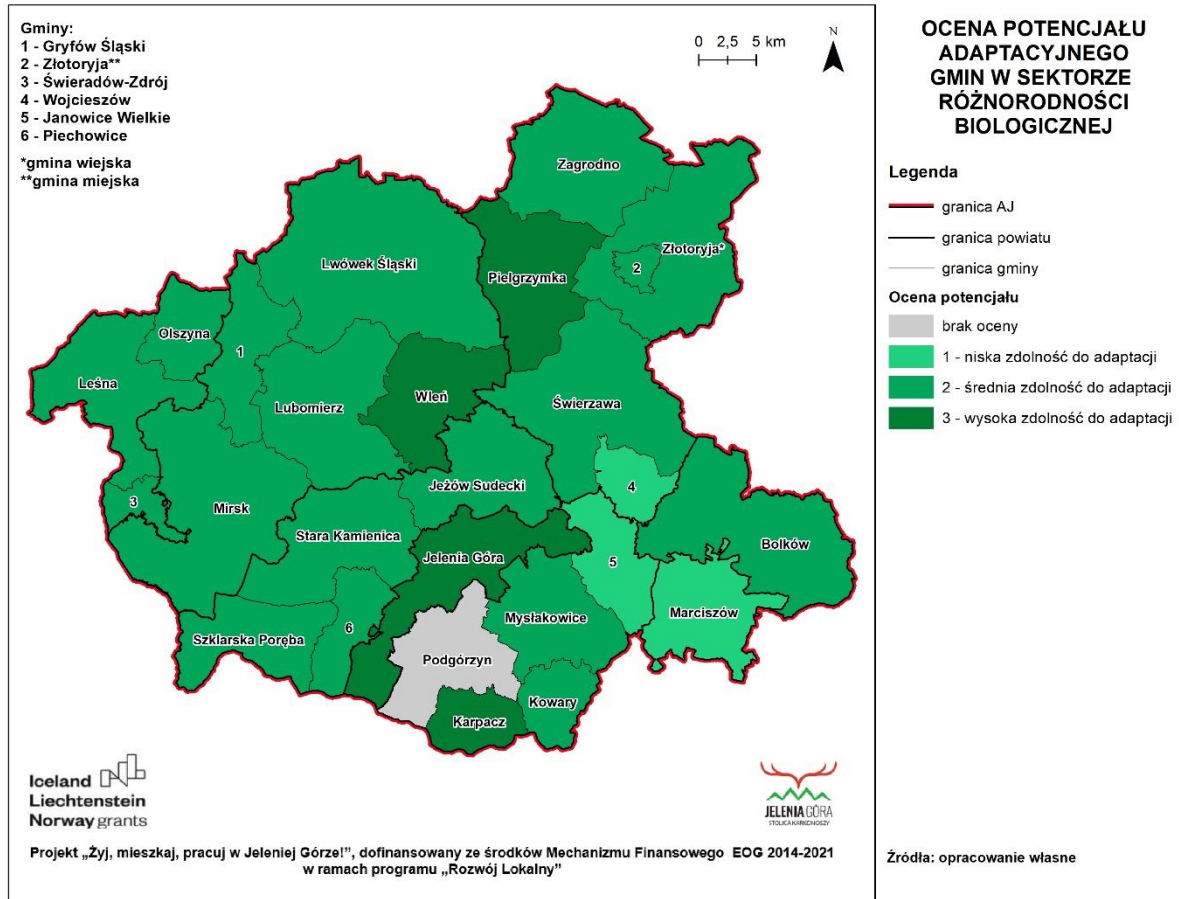 Gminy:
1 - Gryfów Śląski
2 - Złotoryja**
3 - Świeradów-Zdrój
4 - Wojcieszów
5 - Janowice Wielkie
6 - Piechowice
*gmina wiejska
**gmina miejska
0 2,5 5 km
N
Zagrodno
Złotoryja*
2
Pielgrzymka
Lwówek Śląski
Olszyna
1
Leśna
Lubomierz
Wleń
Świerzawa
3
Mirsk
Jeżów Sudecki
4
Stara Kamienica
Jelenia Góra
5
Bolków
Marciszów
Mysłakowice
Szklarska Poręba
6
Podgórzyn
Kowary
Karpacz
Iceland
Liechtenstein
Norway grants
JELENIA GÓRA
STOLICA KARKONOSZY
Projekt „Żyj, mieszkaj, pracuj w Jeleniej Górze!”, dofinansowany ze środków Mechanizmu Finansowego EOG 2014-2021
w ramach programu „Rozwój Lokalny”
OCENA POTENCJAŁU
ADAPTACYJNEGO
GMIN W SEKTORZE
RÓŻNORODNOŚCI
BIOLOGICZNEJ
Legenda
granica AJ
granica powiatu
granica gminy
Ocena potencjału
brak oceny
1 - niska zdolność do adaptacji
2 - średnia zdolność do adaptacji
3 - wysoka zdolność do adaptacji
Źródła: opracowanie własne